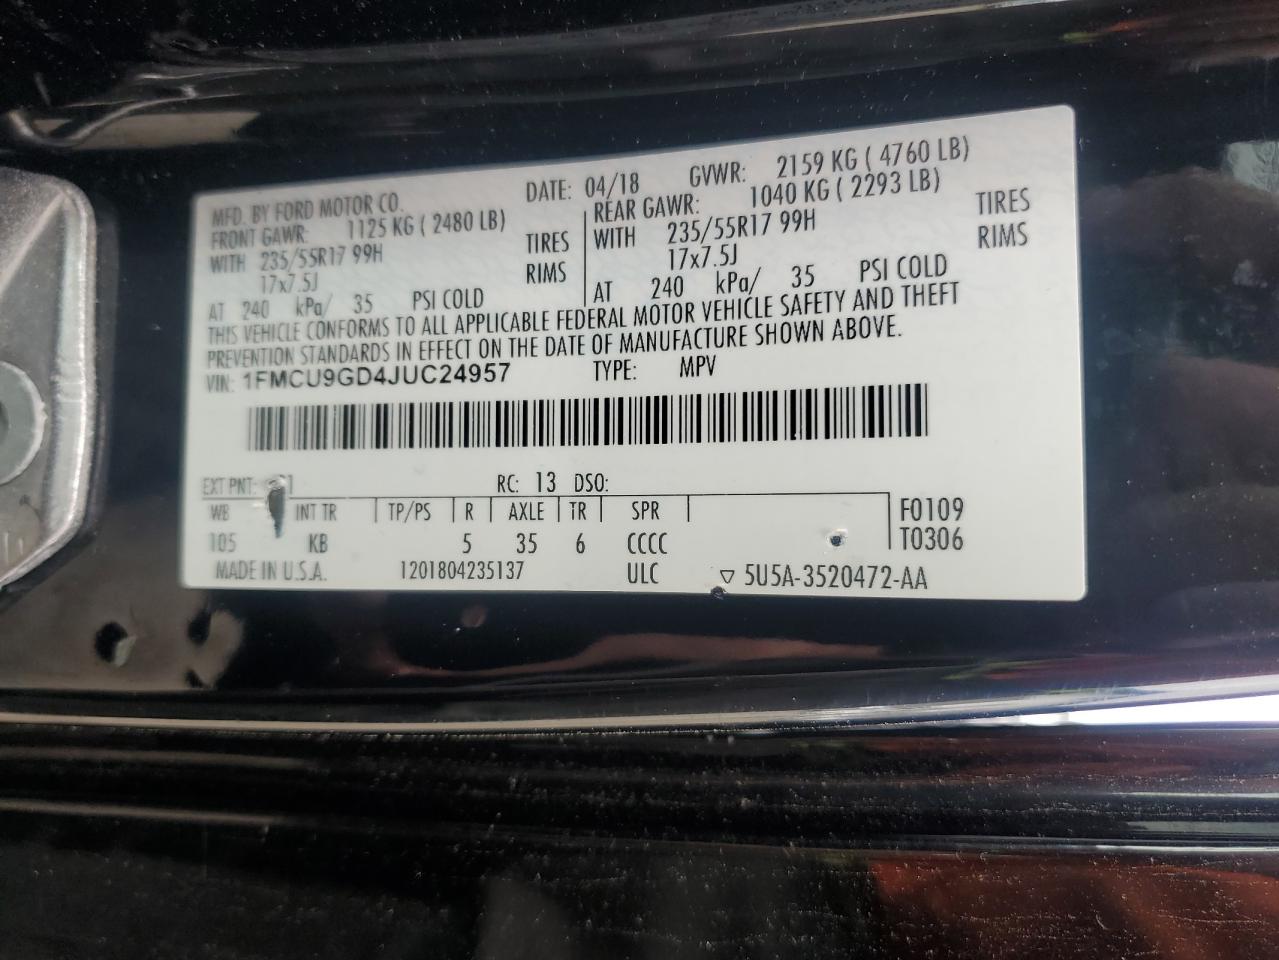 MFD. BY FORD MOTOR CO. DATE: 04/18 GVWR: 2159 KG ( 4760 LB)
FRONT GAWR: 1125 KG ( 2480 LB) REAR GAWR: 1040 KG ( 2293 LB)
WITH 235/55R17 99H TIRES WITH 235/55R17 99H TIRES
17x7.5J RIMS 17x7.5J RIMS
AT 240 kPa/ 35 PSI COLD AT 240 kPa/ 35 PSI COLD
THIS VEHICLE CONFORMS TO ALL APPLICABLE FEDERAL MOTOR VEHICLE SAFETY AND THEFT
PREVENTION STANDARDS IN EFFECT ON THE DATE OF MANUFACTURE SHOWN ABOVE.
VIN: 1FMCU9GD4JUC24957 TYPE: MPV
EXT PNT: RC: 13 DSO:
WB INT TR TP/PS R AXLE TR SPR F0109
105 KB 5 35 6 CCCC T0306
MADE IN U.S.A. 1201804235137 ULC ▽ 5U5A-3520472-AA